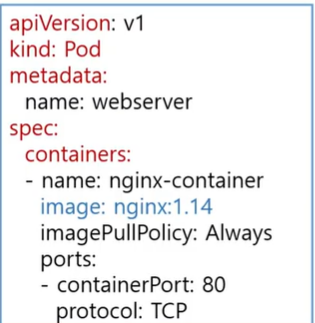 apiVersion: v1
kind: Pod
metadata:
  name: webserver
spec:
  containers:
  - name: nginx-container
    image: nginx:1.14
    imagePullPolicy: Always
    ports:
    - containerPort: 80
      protocol: TCP